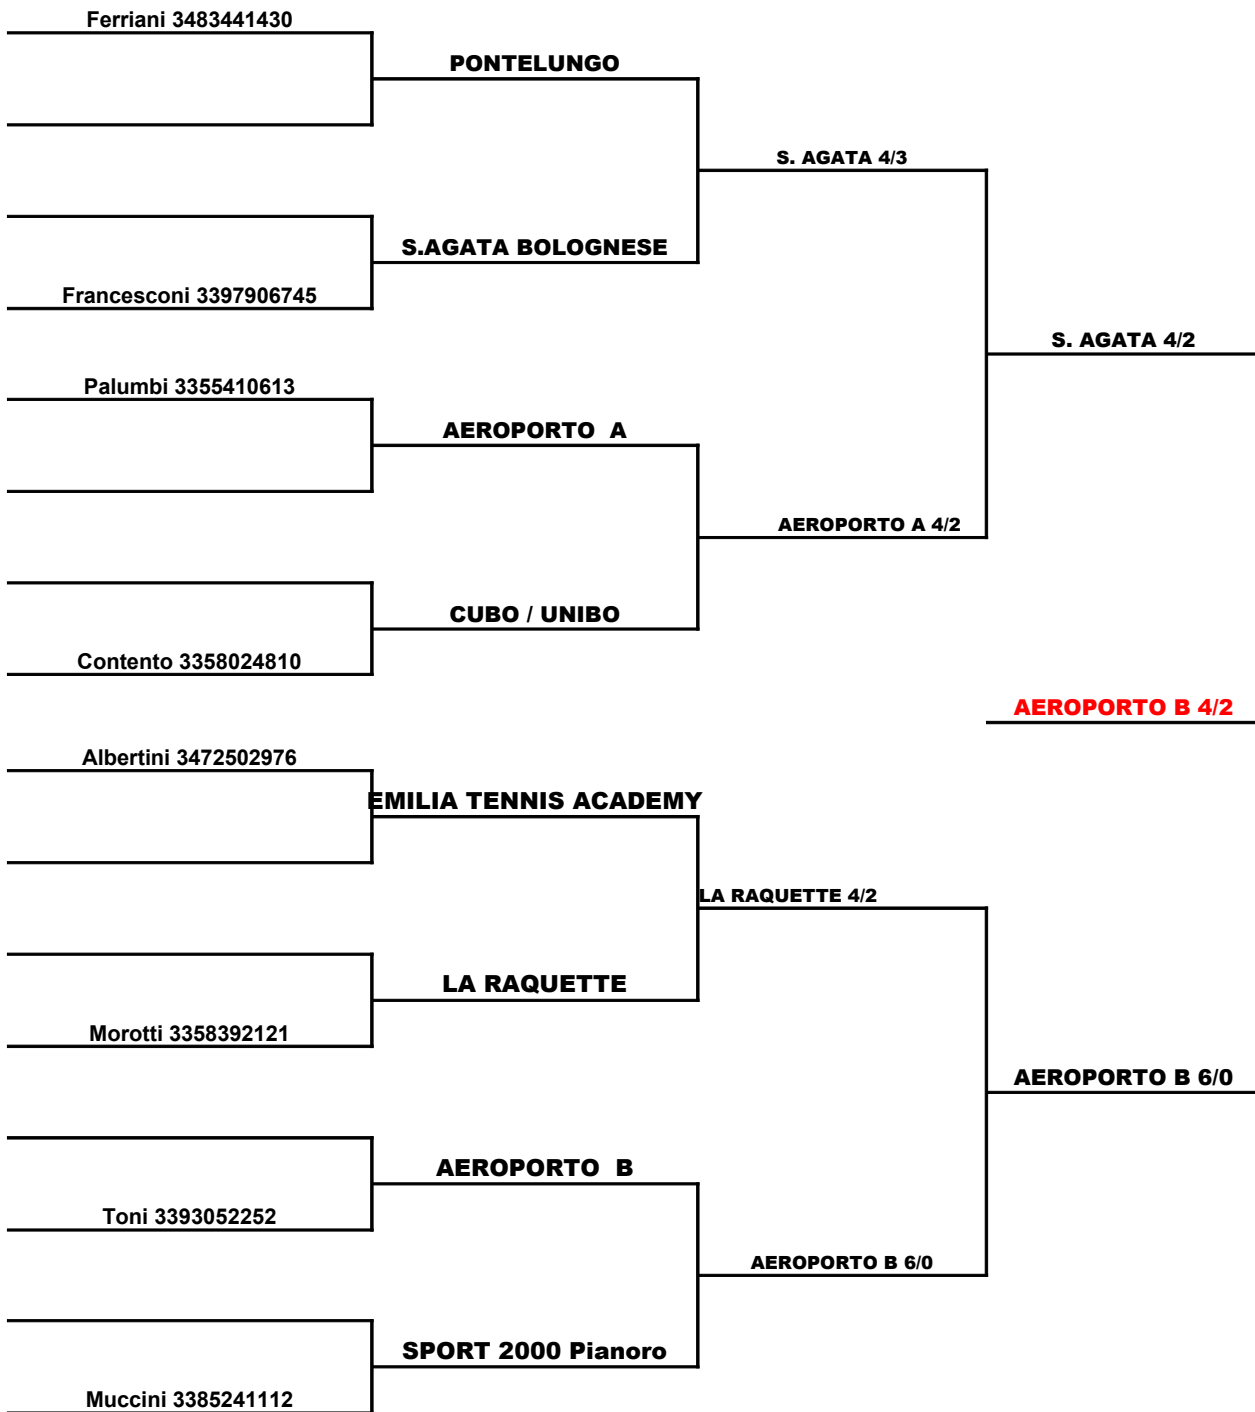 Ferriani 3483441430
PONTELUNGO
S. AGATA 4/3
S.AGATA BOLOGNESE
Francesconi 3397906745
S. AGATA 4/2
Palumbi 3355410613
AEROPORTO  A
AEROPORTO A 4/2
CUBO / UNIBO
Contento 3358024810
AEROPORTO B 4/2
Albertini 3472502976
EMILIA TENNIS ACADEMY
LA RAQUETTE 4/2
LA RAQUETTE
Morotti 3358392121
AEROPORTO B 6/0
AEROPORTO  B
Toni 3393052252
AEROPORTO B 6/0
SPORT 2000 Pianoro
Muccini 3385241112